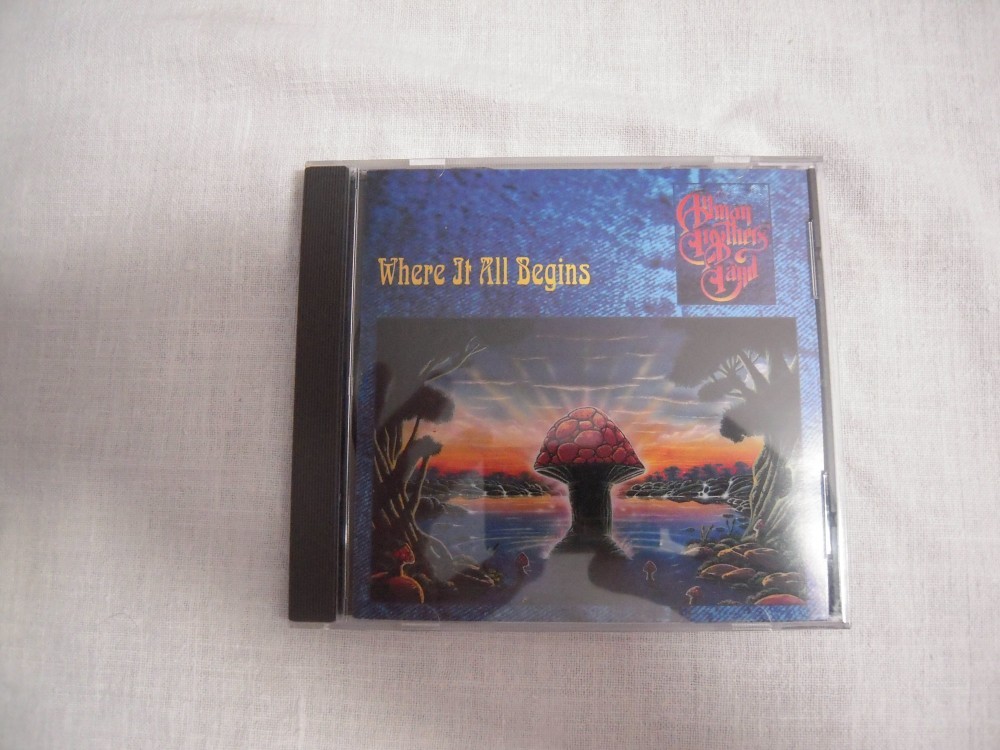 Where It All Begins
Allman
Brothers
Band